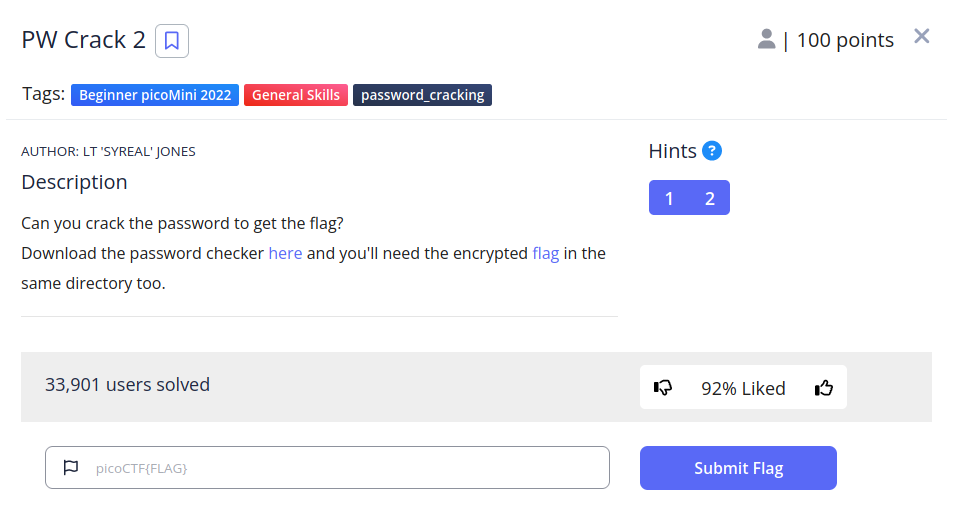 PW Crack 2
| 100 points
Tags: Beginner picoMini 2022 General Skills password_cracking
AUTHOR: LT 'SYREAL' JONES
Hints ?
Description
1 2
Can you crack the password to get the flag?
Download the password checker here and you'll need the encrypted flag in the
same directory too.
33,901 users solved
92% Liked
picoCTF{FLAG}
Submit Flag